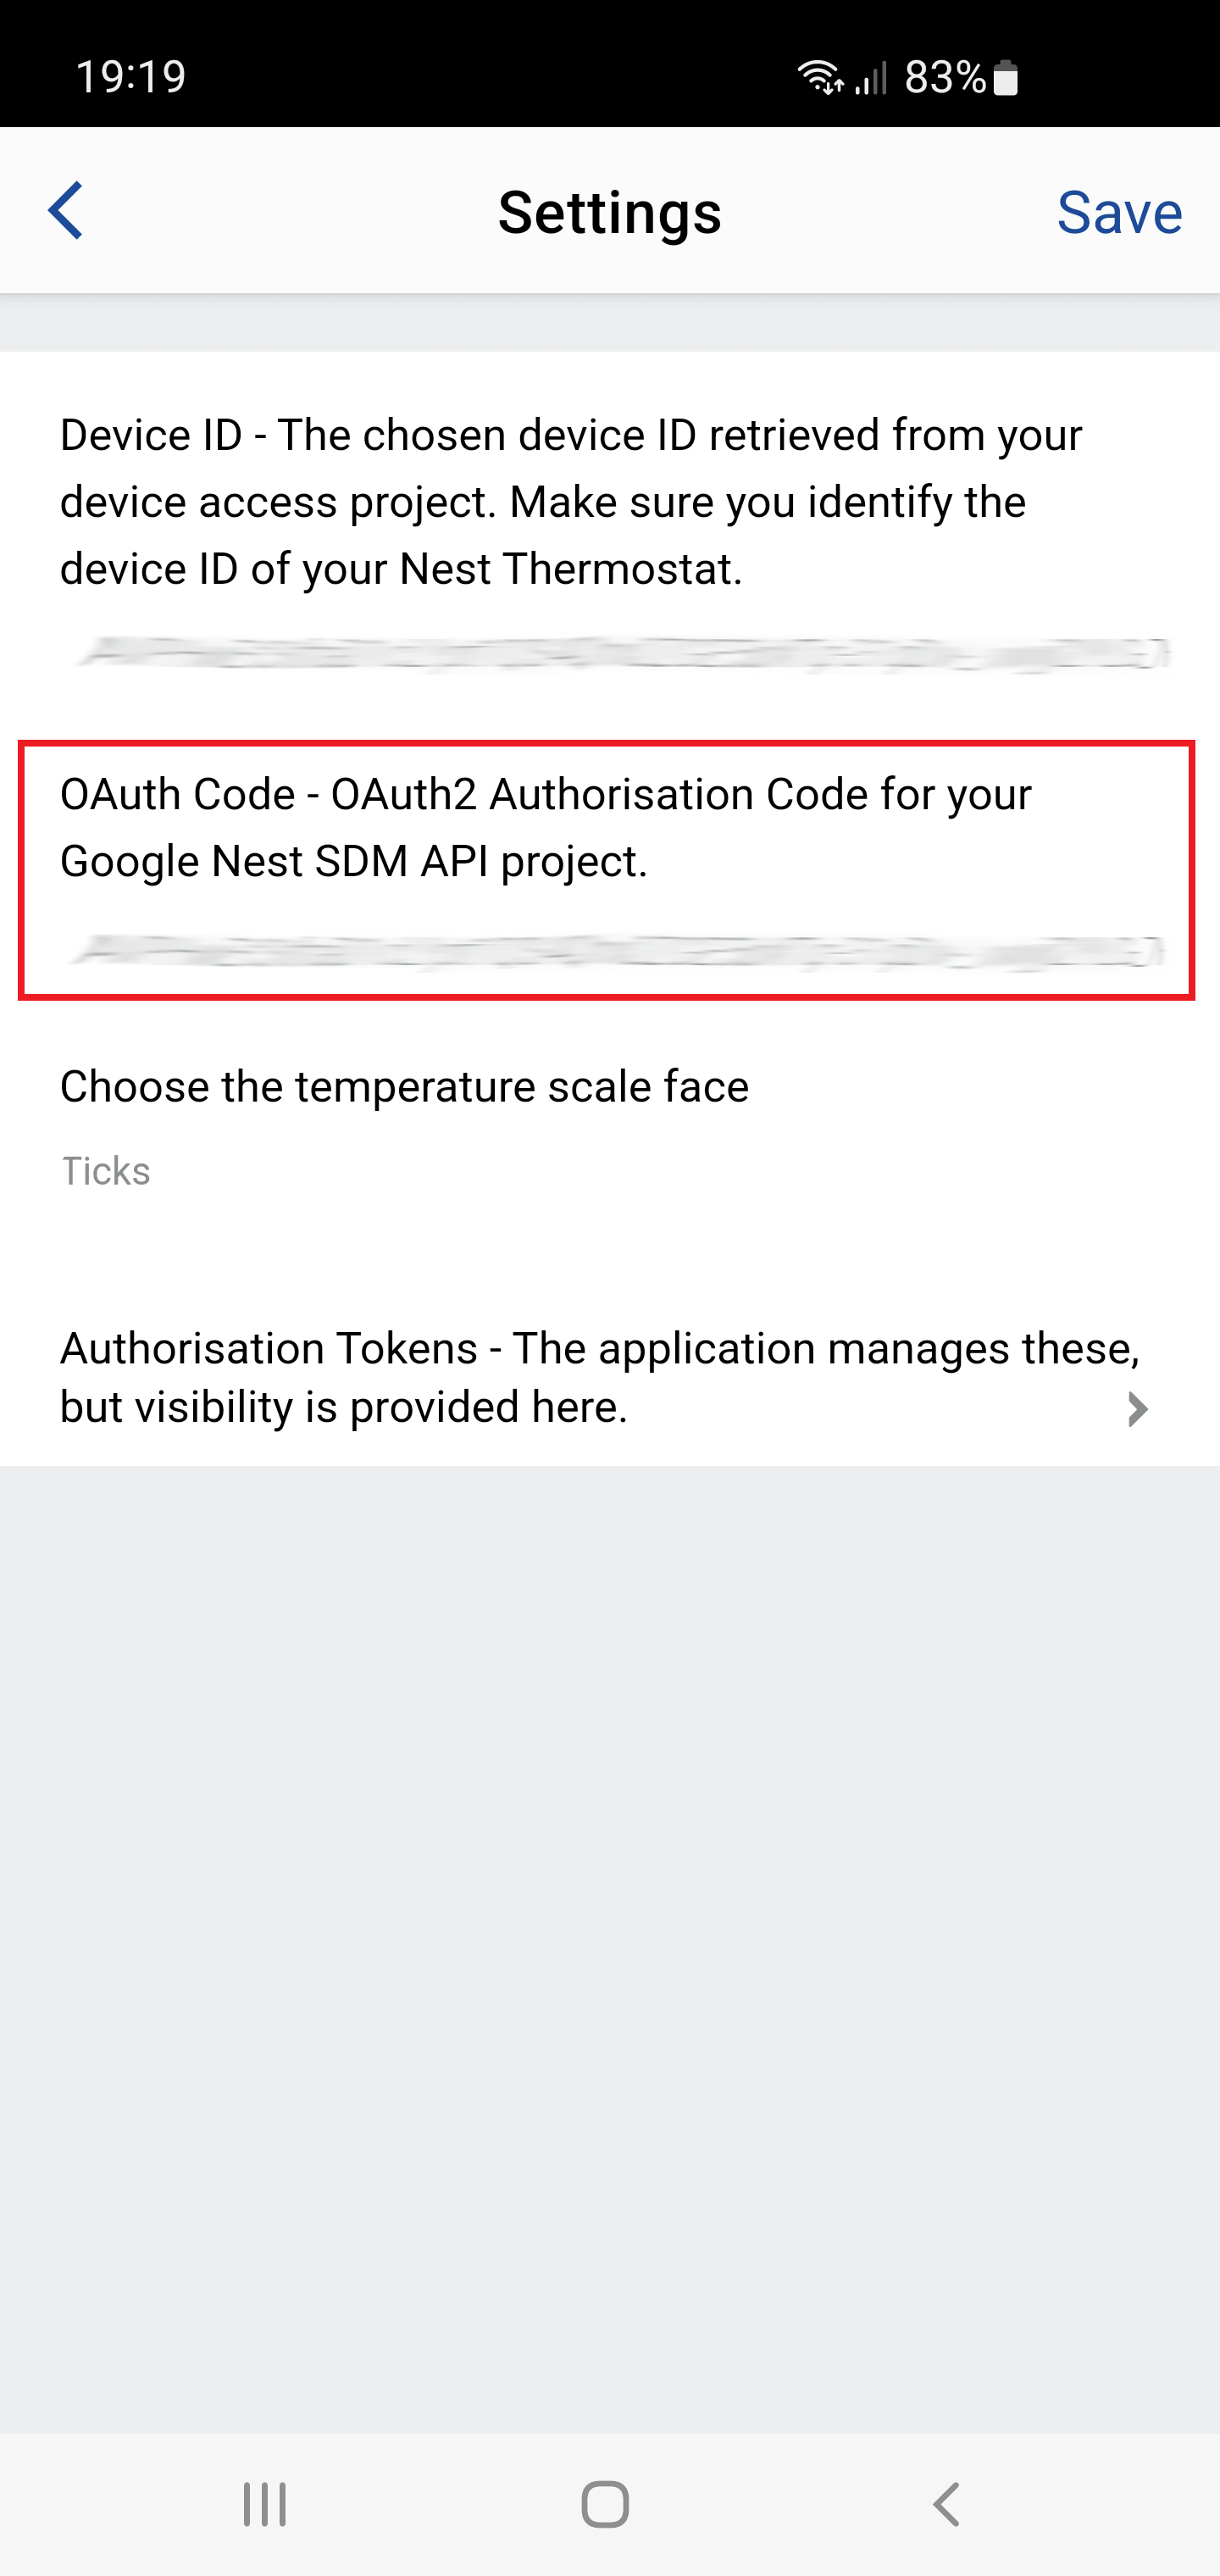 19:19 83%
Settings Save
Device ID - The chosen device ID retrieved from your
device access project. Make sure you identify the
device ID of your Nest Thermostat.
OAuth Code - OAuth2 Authorisation Code for your
Google Nest SDM API project.
Choose the temperature scale face
Ticks
Authorisation Tokens - The application manages these,
but visibility is provided here.